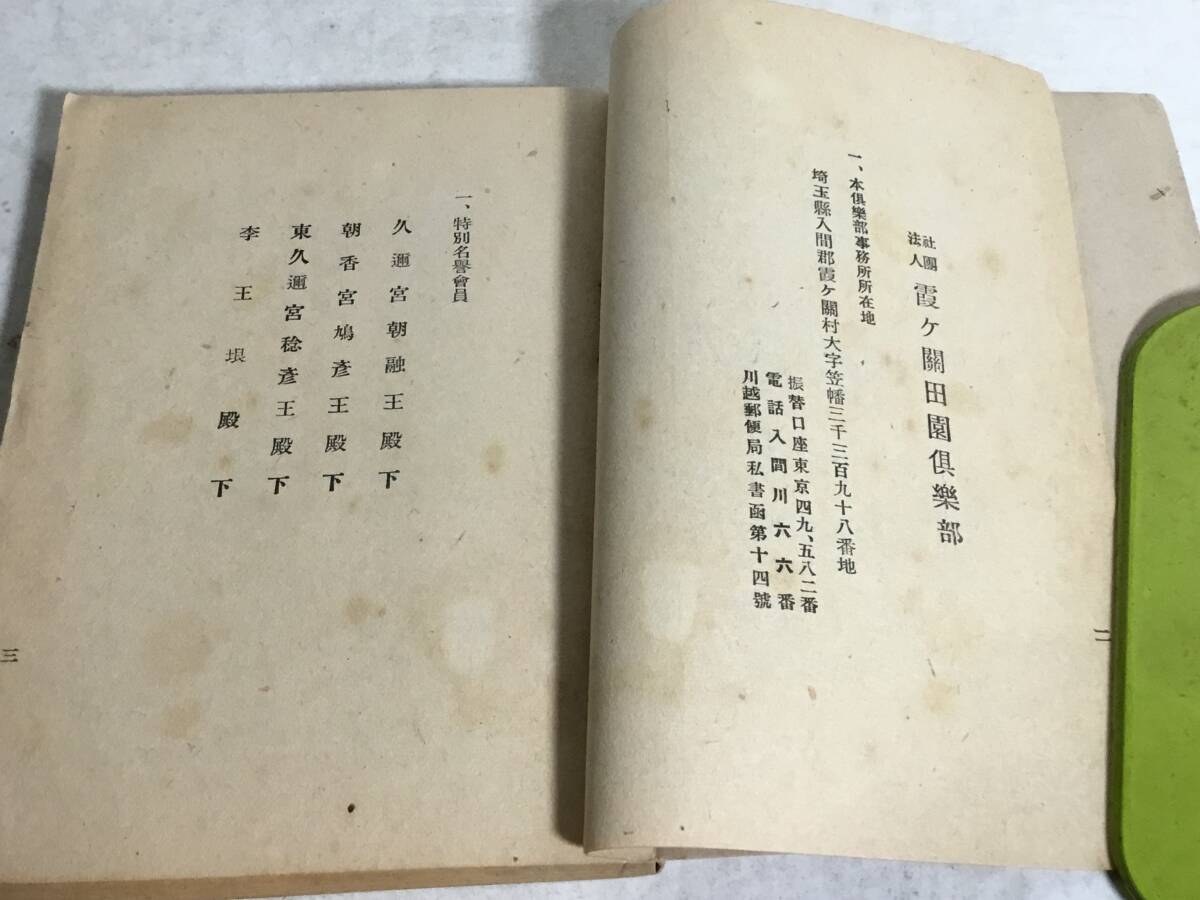 社團法人 霞ケ關田園俱樂部
一、本俱樂部事務所所在地
埼玉縣入間郡霞ケ關村大字笠幡三千三百九十八番地
振替口座東京四九、五八二番
電話入間川六六番
川越郵便局私書函第十四號
二
一、特別名譽會員
久邇宮朝融王殿下
朝香宮鳩彥王殿下
東久邇宮稔彥王殿下
李王垠殿下
三